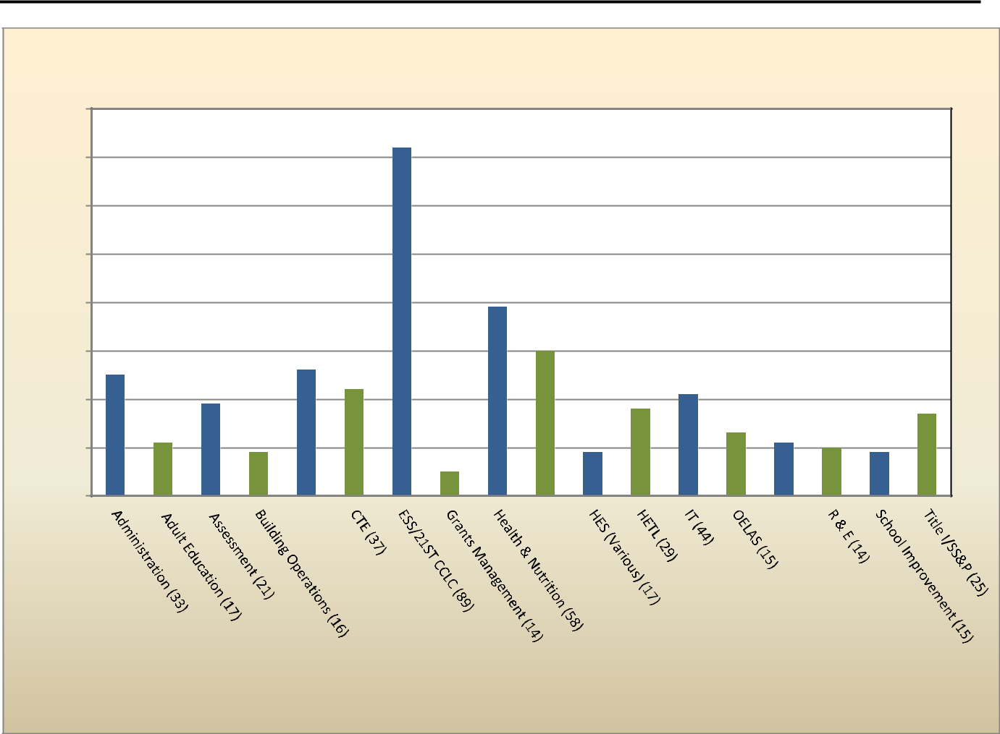 Administration (33)
Adult Education (17)
Assessment (21)
Building Operations (16)
CTE (37)
ESS/21ST CCLC (89)
Grants Management (14)
Health & Nutrition (58)
HES (Various) (17)
HETL (29)
IT (44)
OELAS (15)
R & E (14)
School Improvement (15)
Title I/SS&P (25)